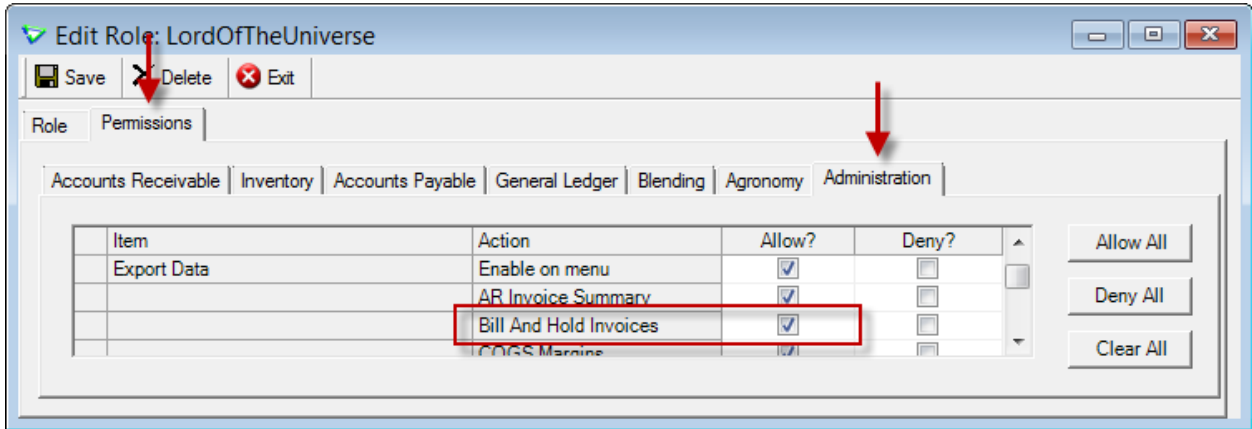 Edit Role: LordOfTheUniverse
Save Delete Exit
Role Permissions
Accounts Receivable Inventory Accounts Payable General Ledger Blending Agronomy Administration
Item Action Allow? Deny?
Export Data Enable on menu
AR Invoice Summary
Bill And Hold Invoices
COGS Margins
Allow All
Deny All
Clear All